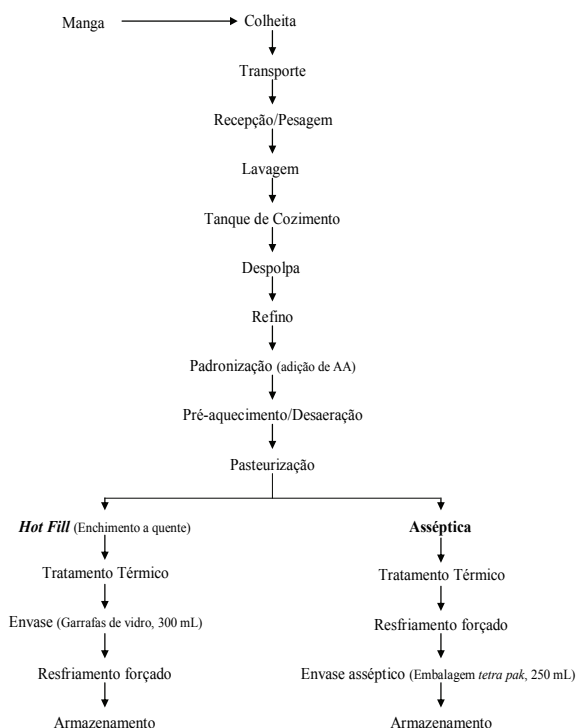 Manga
Colheita
Transporte
Recepção/Pesagem
Lavagem
Tanque de Cozimento
Despolpa
Refino
Padronização (adição de AA)
Pré-aquecimento/Desaeração
Pasteurização
Hot Fill (Enchimento a quente)
Tratamento Térmico
Envase (Garrafas de vidro, 300 mL)
Resfriamento forçado
Armazenamento
Asséptica
Tratamento Térmico
Resfriamento forçado
Envase asséptico (Embalagem tetra pak, 250 mL)
Armazenamento